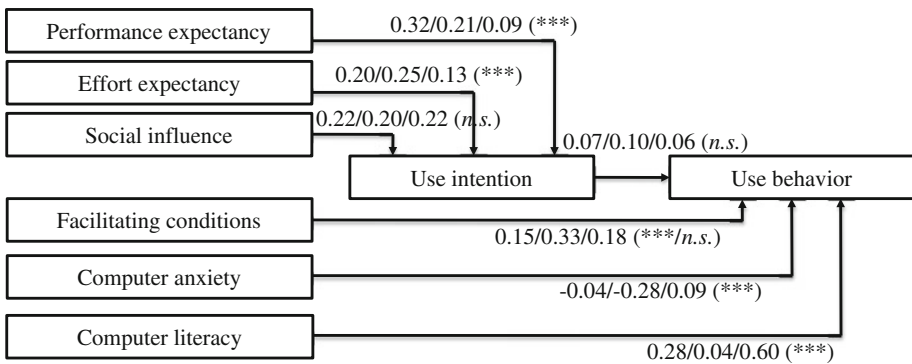 Performance expectancy
0.32/0.21/0.09 (***)
Effort expectancy
0.20/0.25/0.13 (***)
Social influence
0.22/0.20/0.22 (n.s.)
0.07/0.10/0.06 (n.s.)
Use intention
Use behavior
Facilitating conditions
0.15/0.33/0.18 (***/n.s.)
Computer anxiety
-0.04/-0.28/0.09 (***)
Computer literacy
0.28/0.04/0.60 (***)